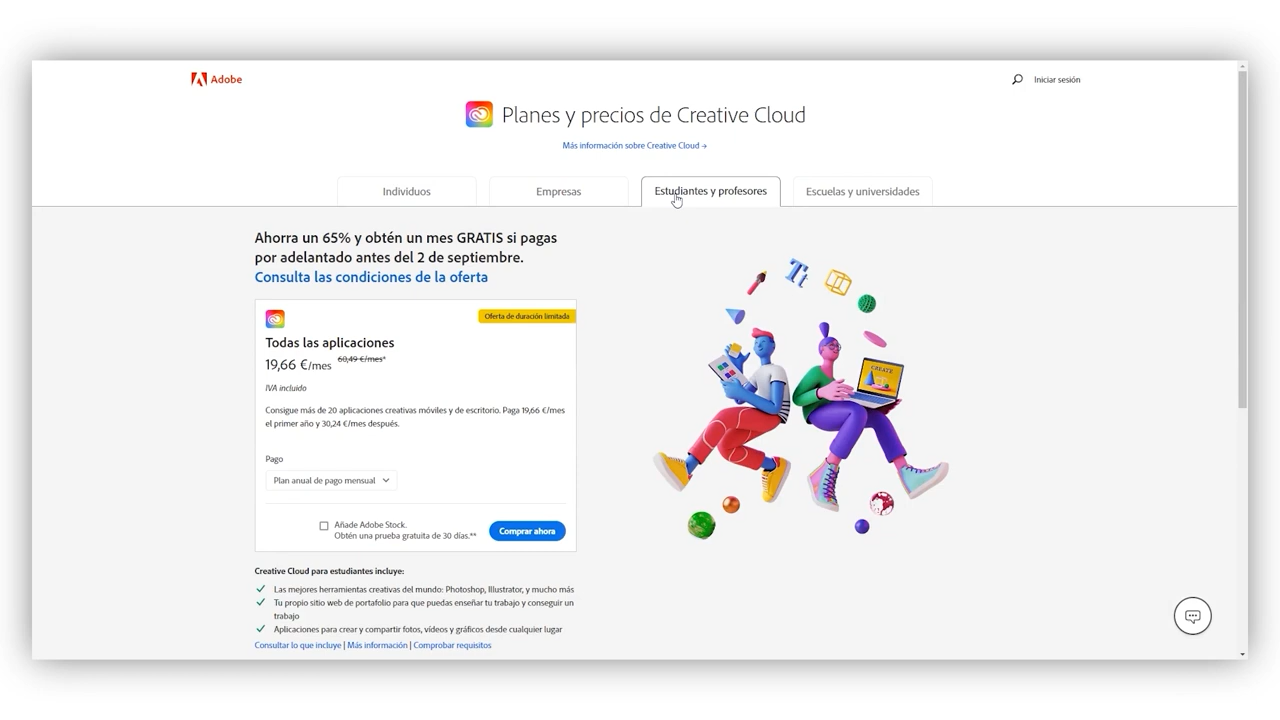 Adobe
Iniciar sesión
Planes y precios de Creative Cloud
Más información sobre Creative Cloud →
Individuos
Empresas
Estudiantes y profesores
Escuelas y universidades
Ahorra un 65% y obtén un mes GRATIS si pagas
por adelantado antes del 2 de septiembre.
Consulta las condiciones de la oferta
Oferta de duración limitada
Todas las aplicaciones
19,66 €/mes 60,49 €/mes*
IVA incluido
Consigue más de 20 aplicaciones creativas móviles y de escritorio. Paga 19,66 €/mes
el primer año y 30,24 €/mes después.
Pago
Plan anual de pago mensual
Añade Adobe Stock.
Obtén una prueba gratuita de 30 días.**
Comprar ahora
Creative Cloud para estudiantes incluye:
Las mejores herramientas creativas del mundo: Photoshop, Illustrator, y mucho más
Tu propio sitio web de portafolio para que puedas enseñar tu trabajo y conseguir un
trabajo
Aplicaciones para crear y compartir fotos, vídeos y gráficos desde cualquier lugar
Consultar lo que incluye | Más información | Comprobar requisitos
Tt
CREATE